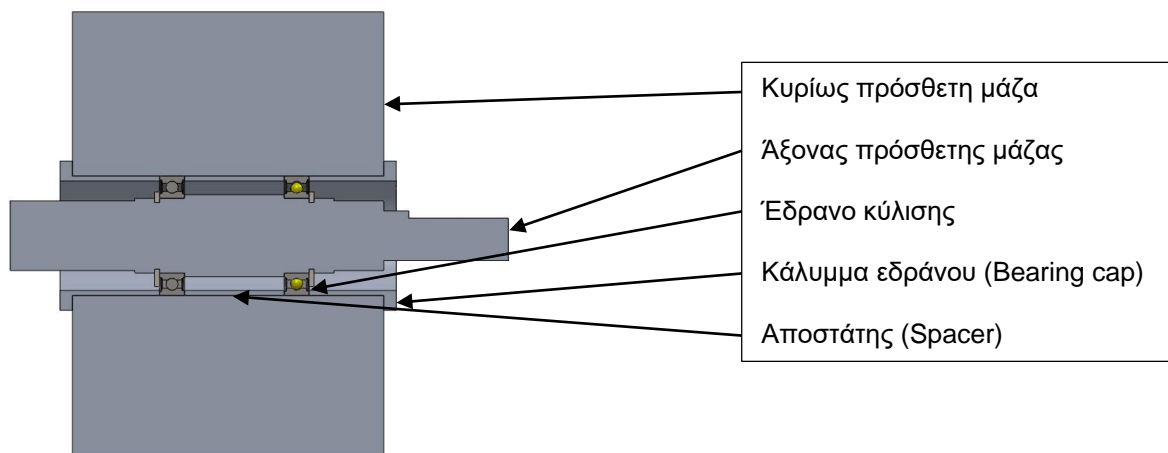 Κυρίως πρόσθετη μάζα
Άξονας πρόσθετης μάζας
Έδρανο κύλισης
Κάλυμμα εδράνου (Bearing cap)
Αποστάτης (Spacer)